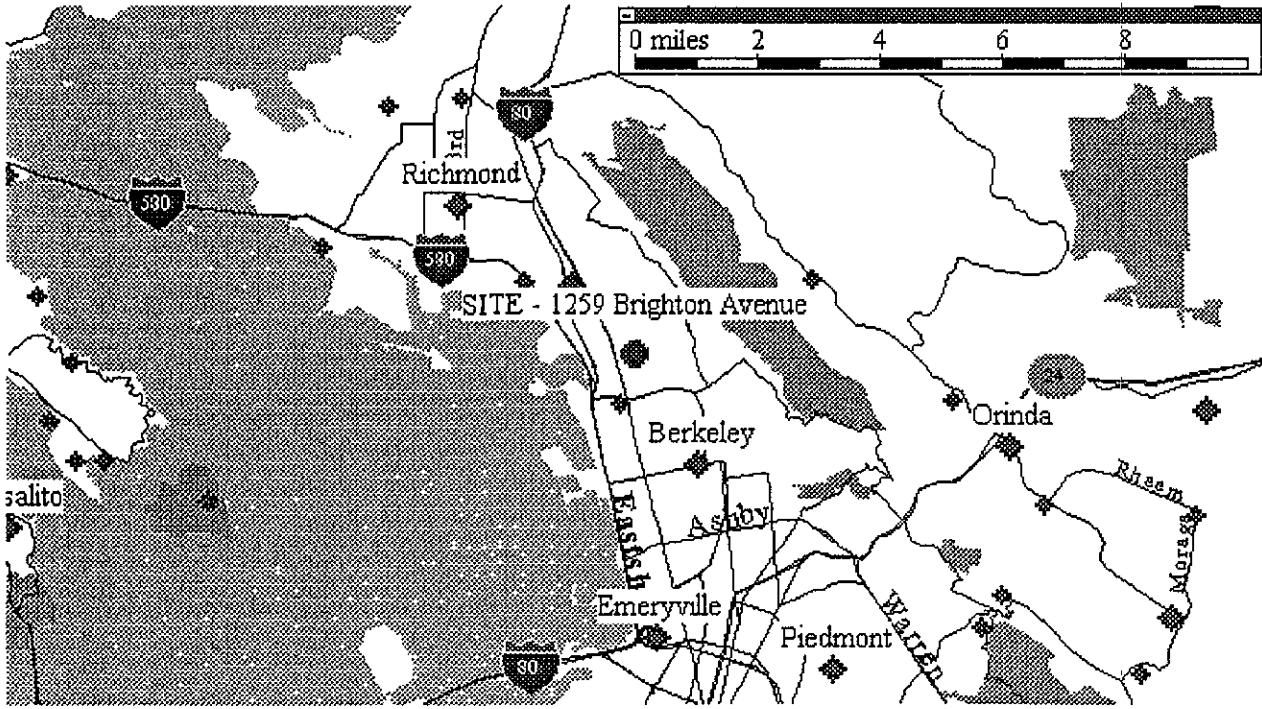 0 miles 2 4 6 8
80
Richmond
580
580
SITE - 1259 Brighton Avenue
24
Orinda
Berkeley
Rheem
salito
Ashby
Eastsh
Moraga
Emeryville
Warren
Piedmont
80